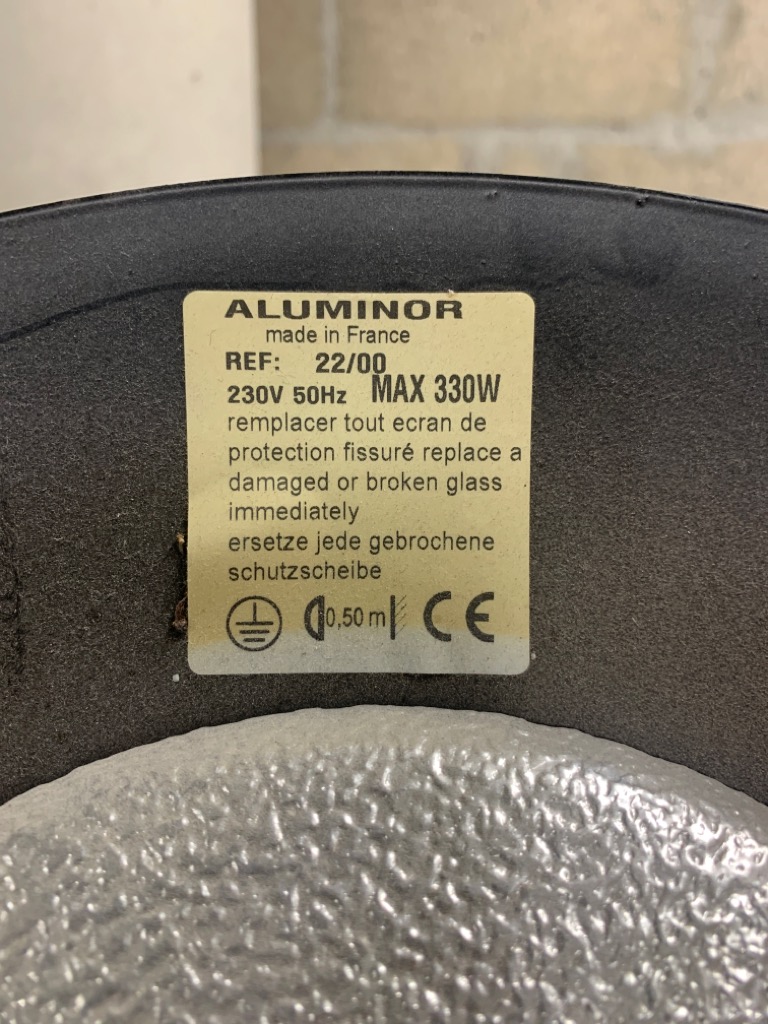 ALUMINOR
made in France
REF: 22/00
230V 50Hz MAX 330W
remplacer tout ecran de
protection fissuré replace a
damaged or broken glass
immediately
ersetze jede gebrochene
schutzscheibe
0,50 m CE